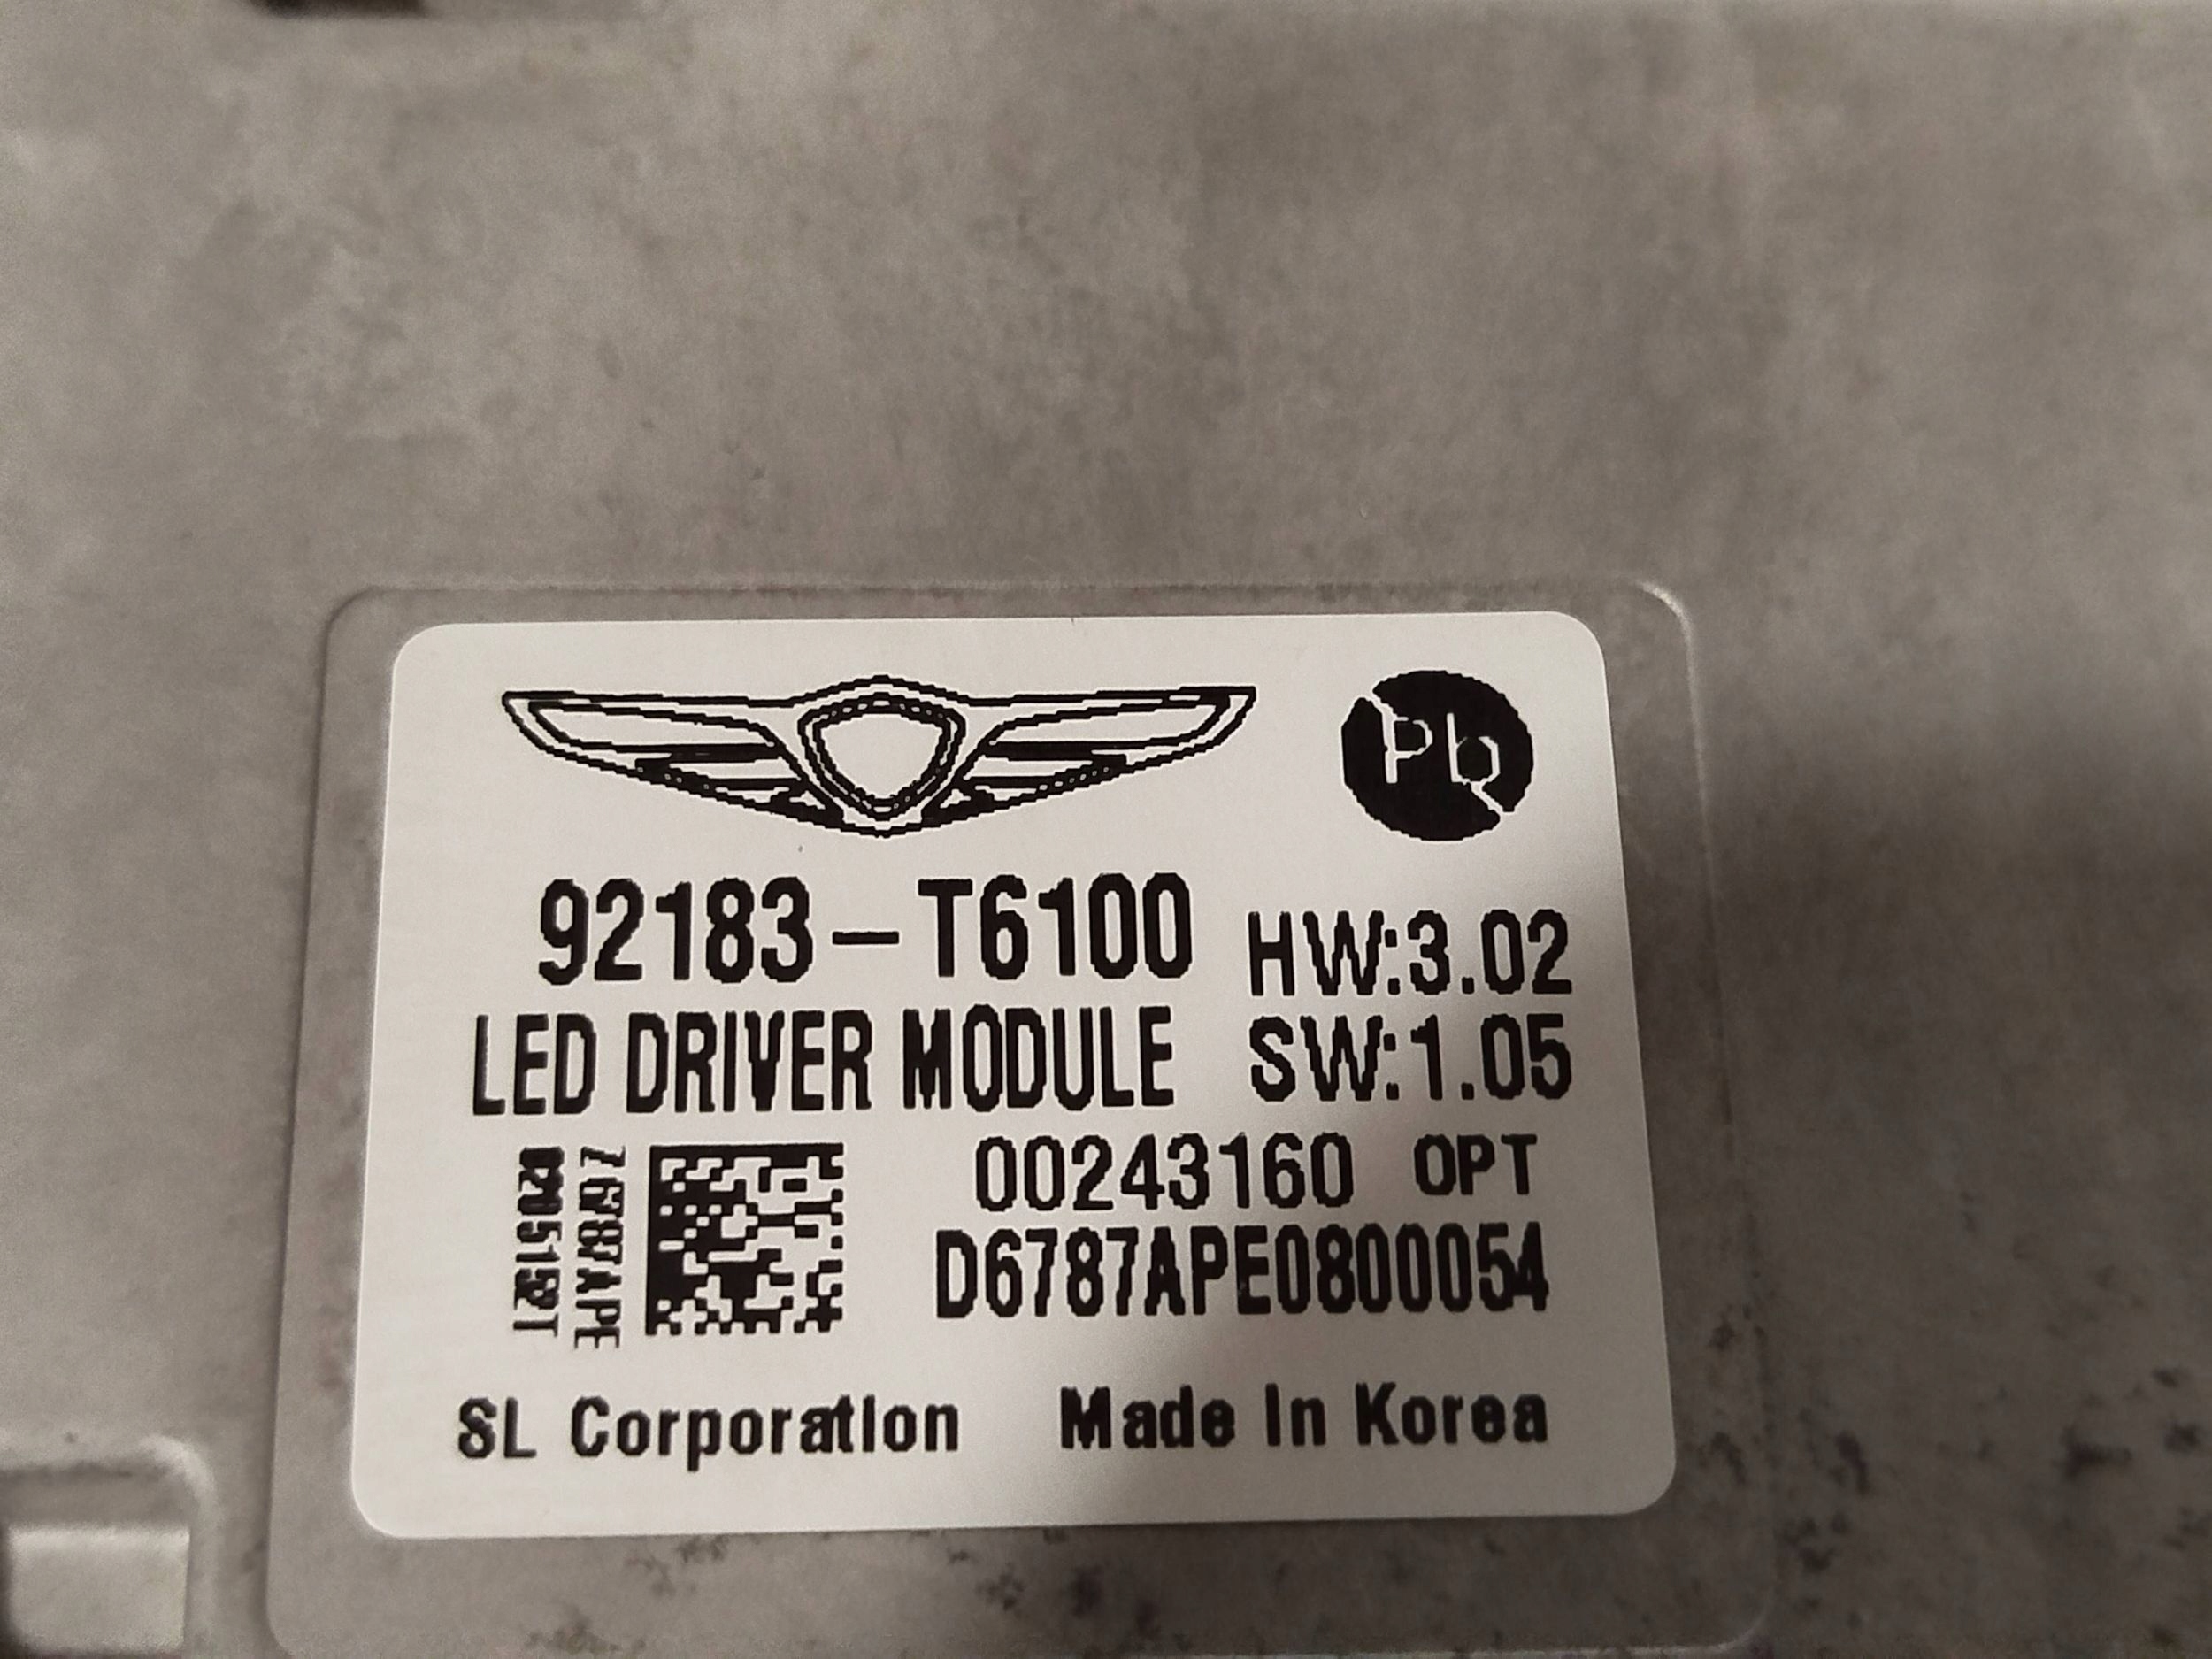 Pb
92183-T6100 HW:3.02
LED DRIVER MODULE SW:1.05
00243160 OPT
D6787APE0800054
SL Corporation Made In Korea